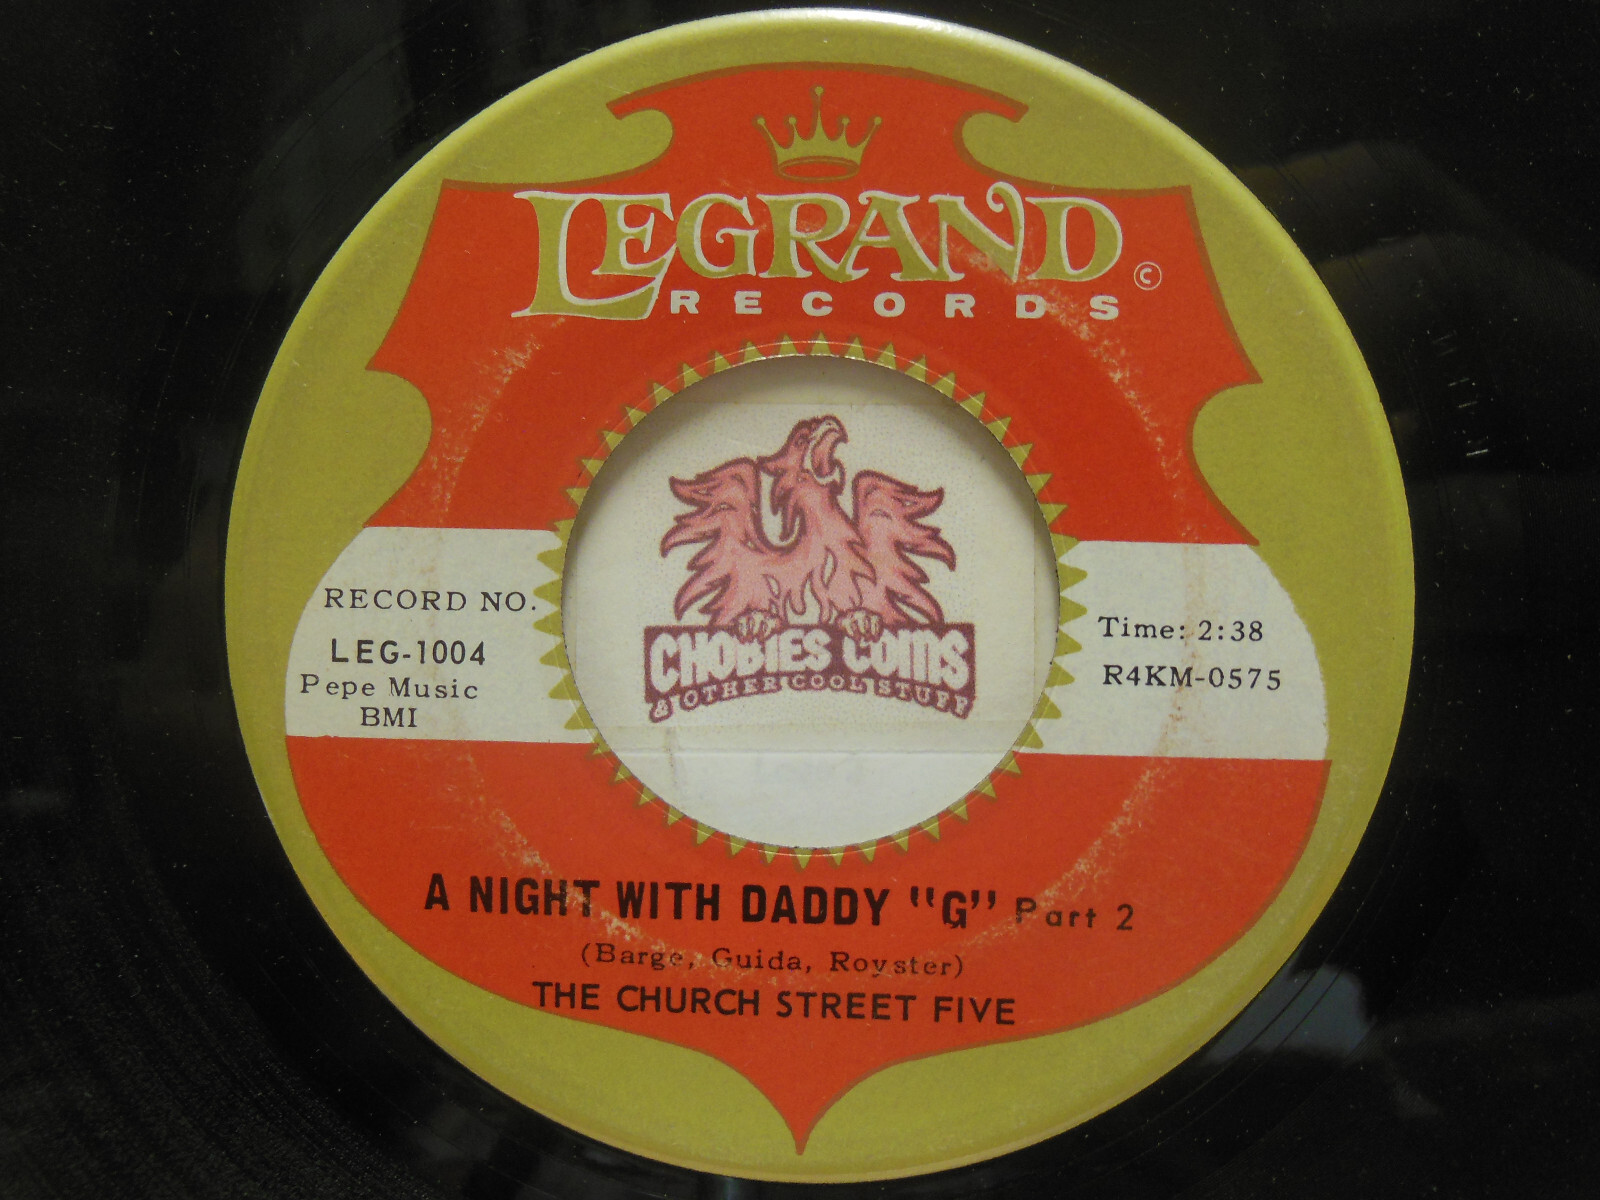 LEGRAND
RECORDS ©
CHOBIES COINS
& OTHER COOL STUFF
RECORD NO.
LEG-1004
Pepe Music
BMI
Time: 2:38
R4KM-0575
A NIGHT WITH DADDY "G" Part 2
(Barge, Guida, Royster)
THE CHURCH STREET FIVE